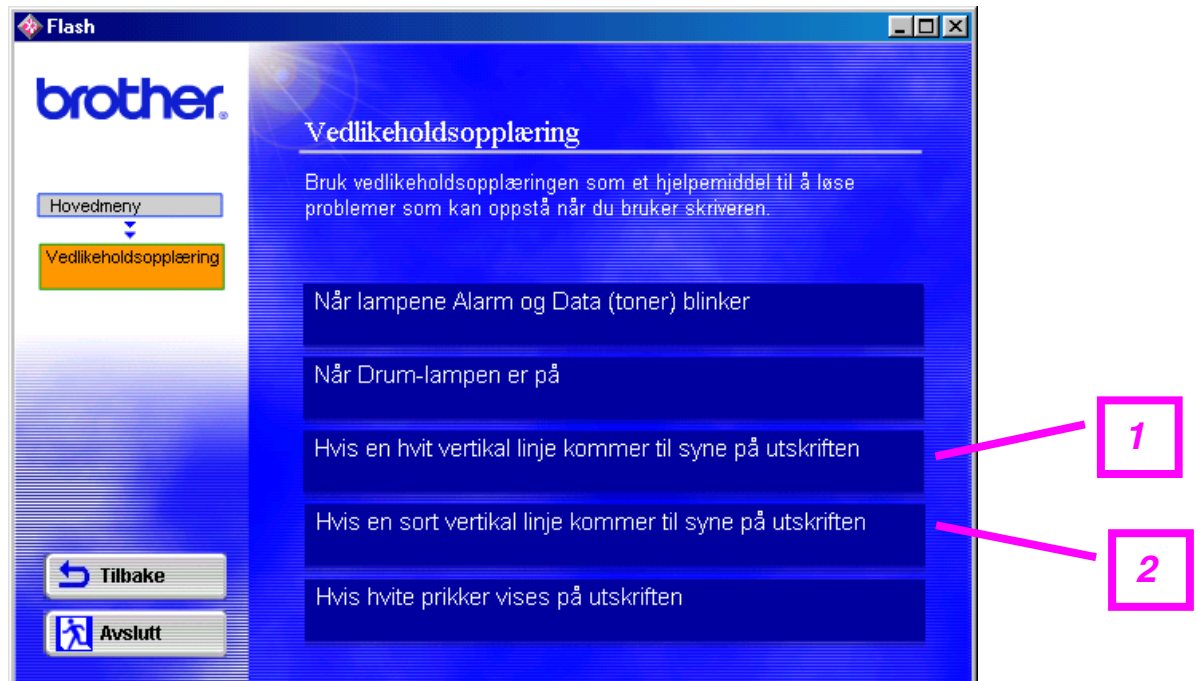 Flash
brother®
Vedlikeholdsopplæring
Bruk vedlikeholdsopplæringen som et hjelpemiddel til å løse
problemer som kan oppstå når du bruker skriveren.
Hovedmeny
Vedlikeholdsopplæring
Når lampene Alarm og Data (toner) blinker
Når Drum-lampen er på
Hvis en hvit vertikal linje kommer til syne på utskriften
1
Hvis en sort vertikal linje kommer til syne på utskriften
2
Hvis hvite prikker vises på utskriften
Tilbake
Avslutt